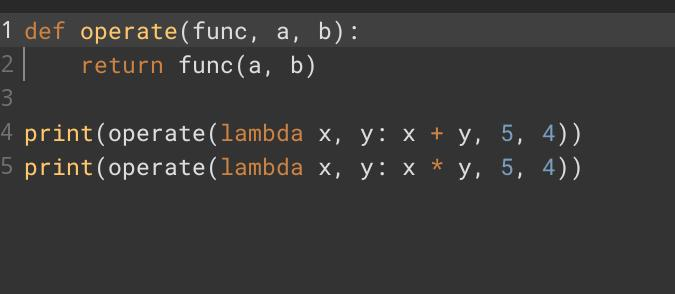 1 def operate(func, a, b):
2     return func(a, b)
3
4 print(operate(lambda x, y: x + y, 5, 4))
5 print(operate(lambda x, y: x * y, 5, 4))